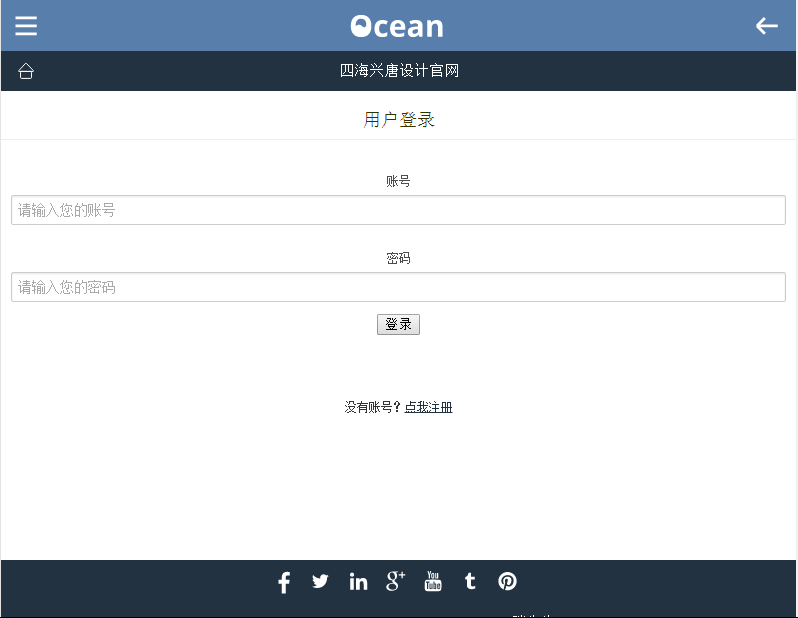 Ocean
四海兴唐设计官网
用户登录
账号
请输入您的账号
密码
请输入您的密码
登录
没有账号？点我注册
f in g+ You Tube t